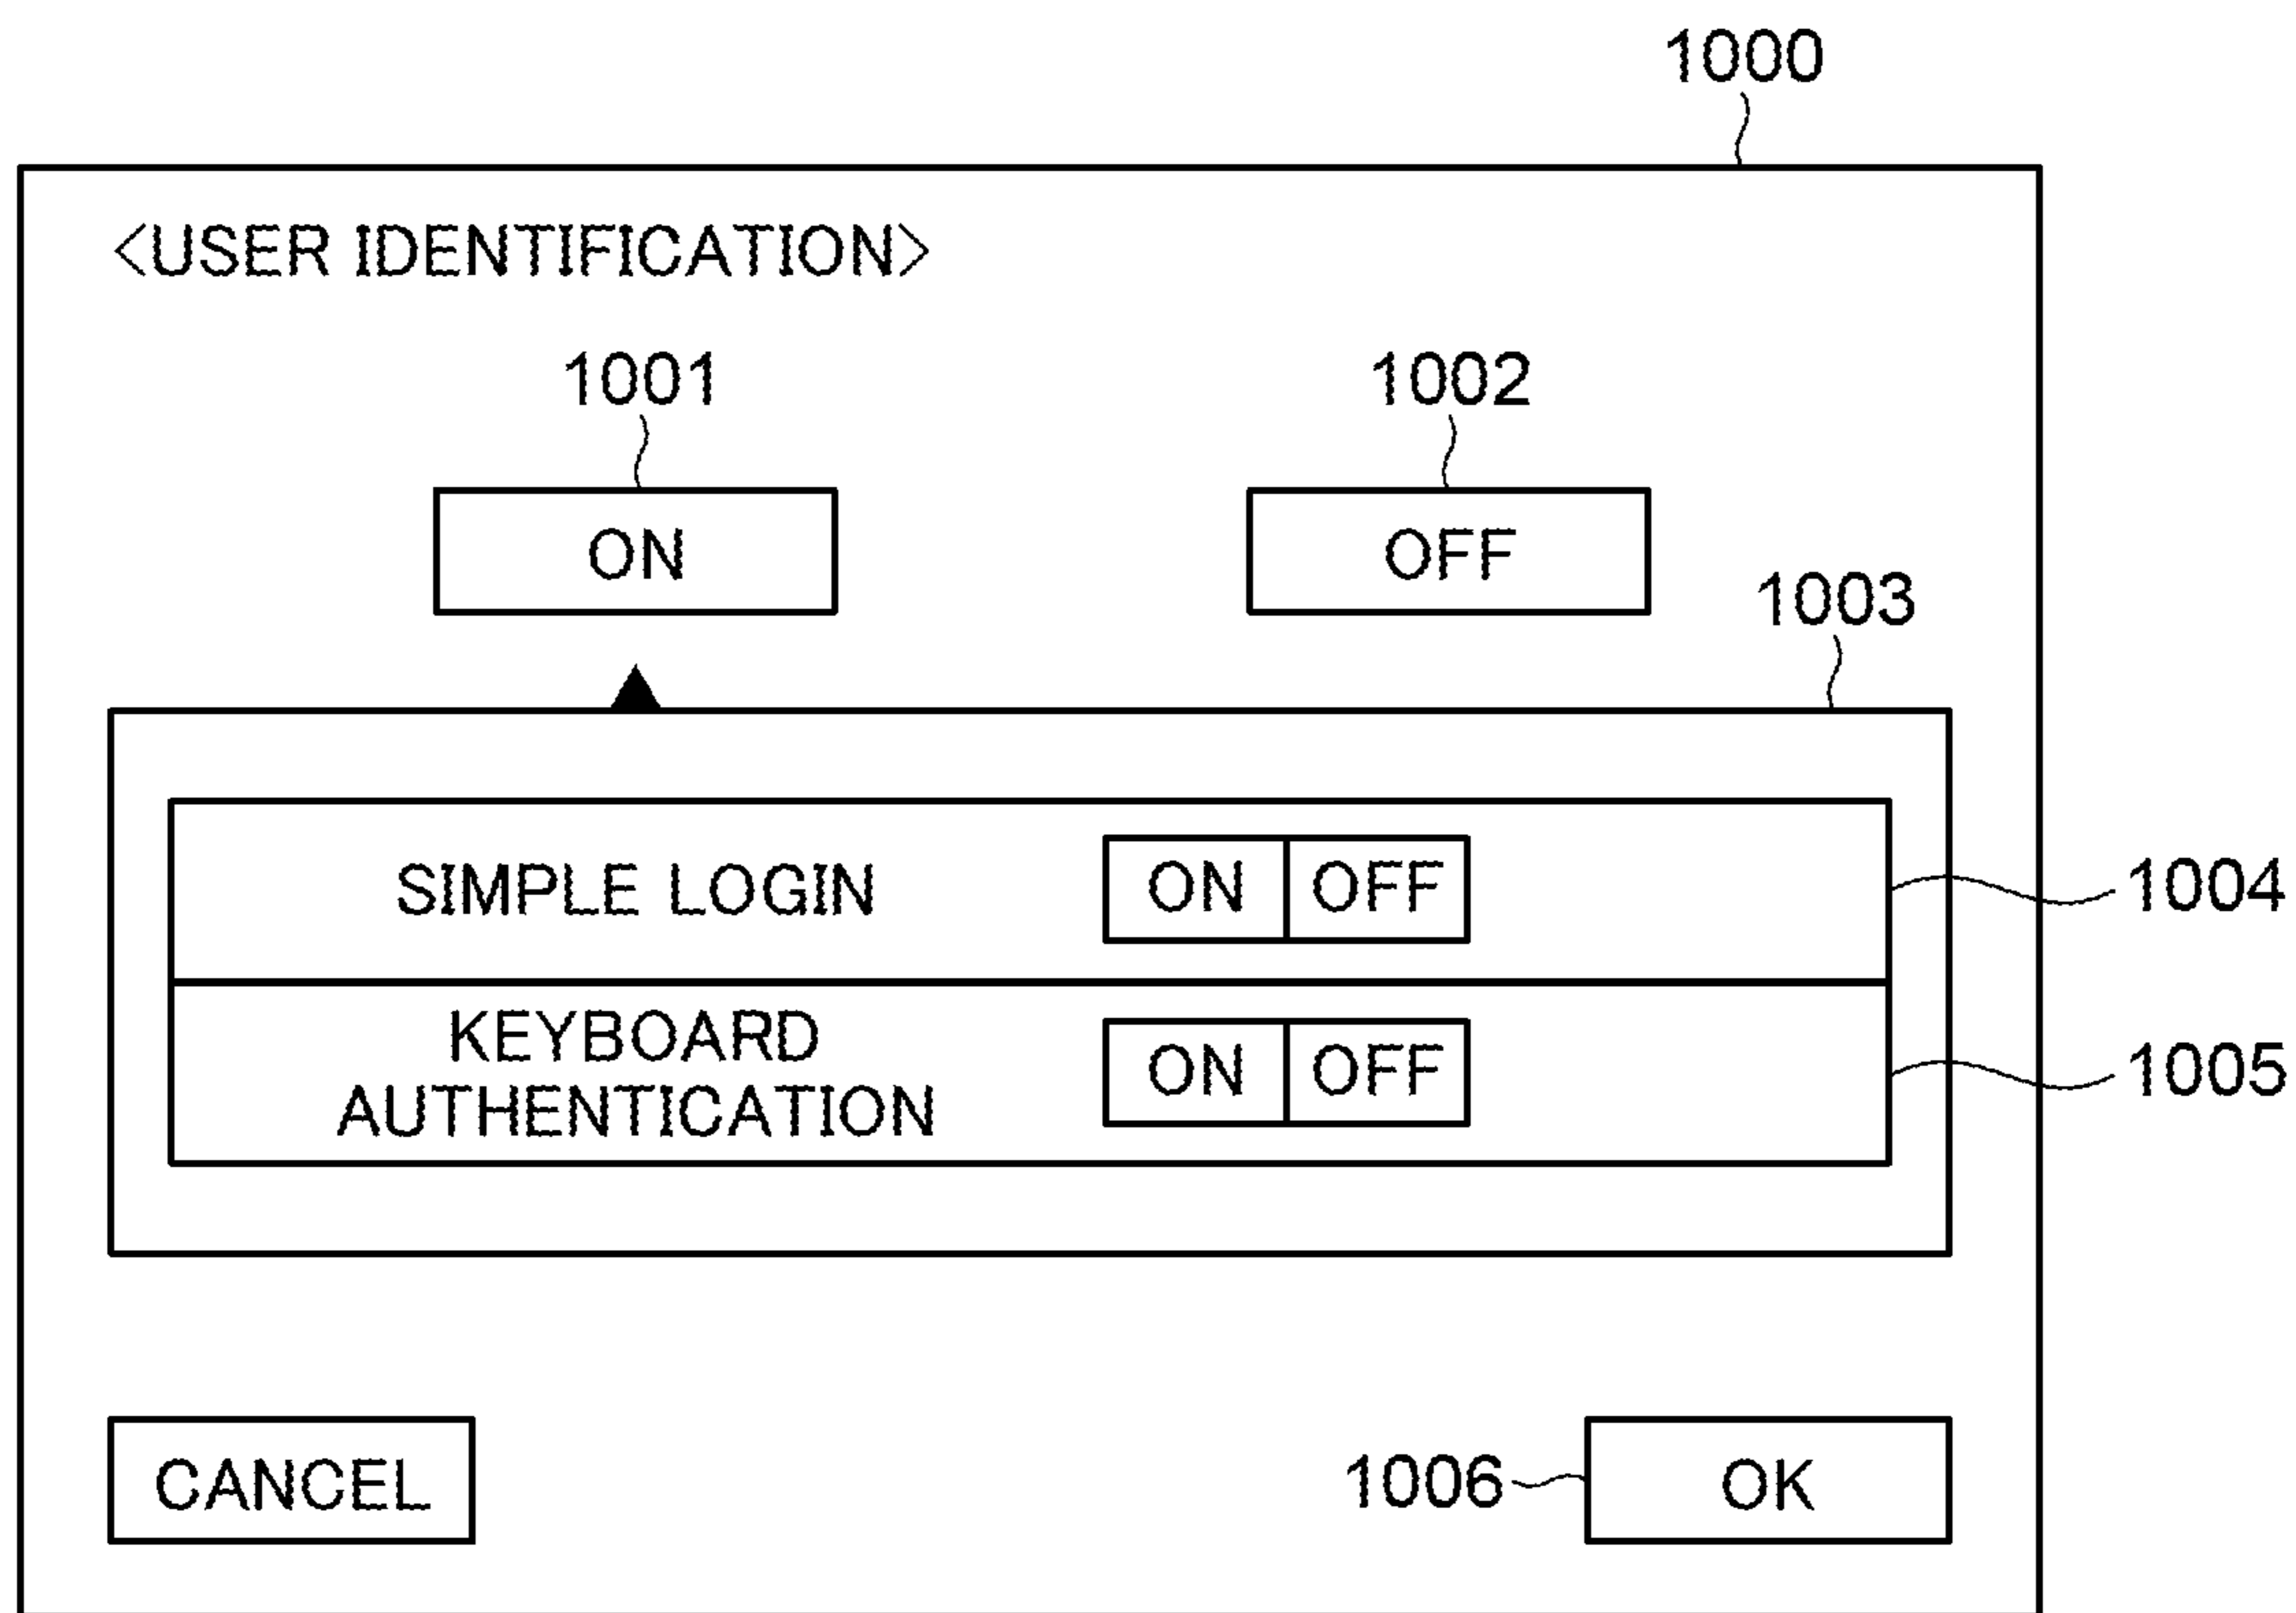 1000
<USER IDENTIFICATION>
1001
1002
ON
OFF
1003
SIMPLE LOGIN
ON OFF
1004
KEYBOARD
AUTHENTICATION
ON OFF
1005
CANCEL
1006
OK